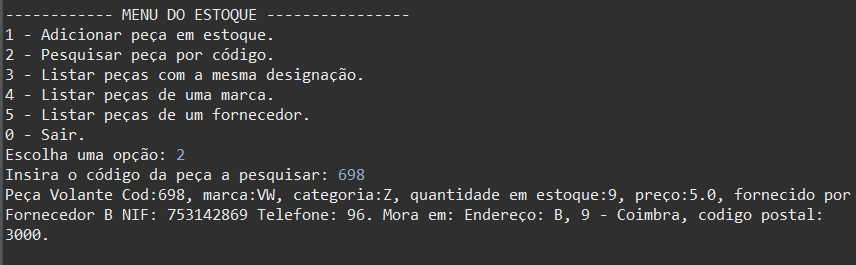 ------------ MENU DO ESTOQUE ----------------
1 - Adicionar peça em estoque.
2 - Pesquisar peça por código.
3 - Listar peças com a mesma designação.
4 - Listar peças de uma marca.
5 - Listar peças de um fornecedor.
0 - Sair.
Escolha uma opção: 2
Insira o código da peça a pesquisar: 698
Peça Volante Cod:698, marca:VW, categoria:Z, quantidade em estoque:9, preço:5.0, fornecido por
Fornecedor B NIF: 753142869 Telefone: 96. Mora em: Endereço: B, 9 - Coimbra, codigo postal:
3000.